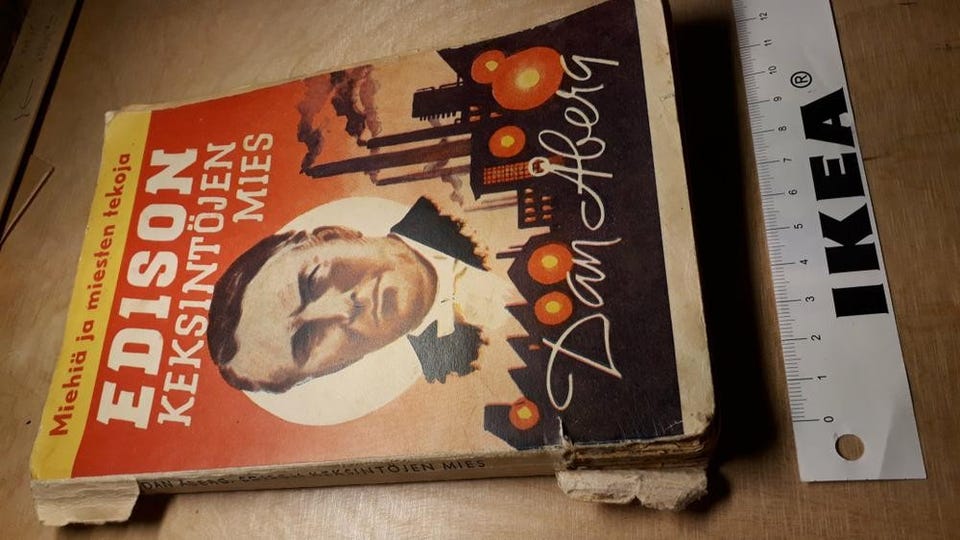 Miehiä ja miesten tekoja
EDISON
KEKSINTÖJEN
MIES
Dan Åberg
DAN ÅBERG: EDISON KEKSINTÖJEN MIES
0 1 2 3 4 5 6 7 8 9 10 11 12
IKEA®